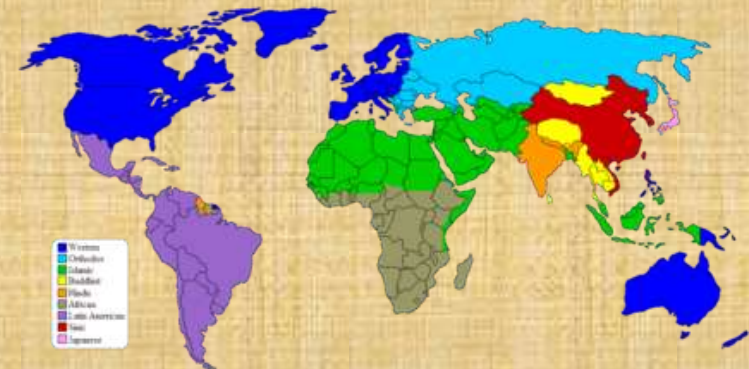 Western
Orthodox
Islamic
Buddhist
Hindu
African
Latin American
Sinic
Japanese